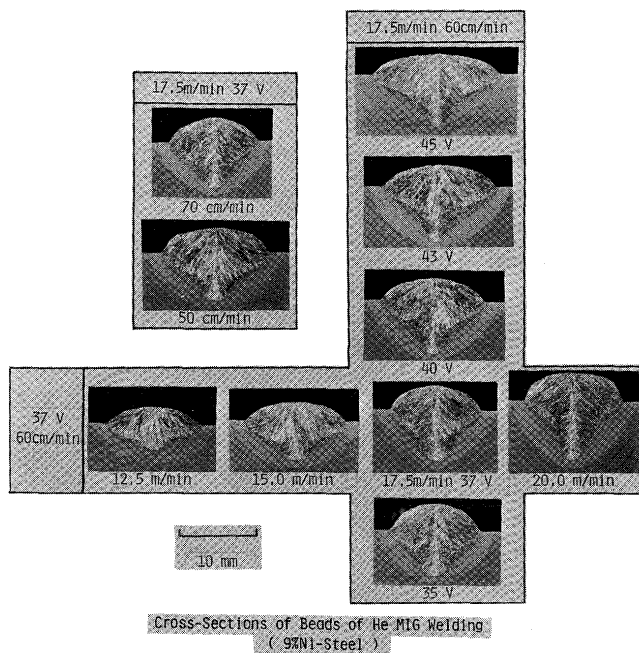 17.5m/min 60cm/min
45 V
43 V
40 V
17.5m/min 37 V
70 cm/min
50 cm/min
37 V
60cm/min
12.5 m/min
15.0 m/min
17.5m/min 37 V
20.0 m/min
35 V
10 mm
Cross-Sections of Beads of He MIG Welding
( 9%Ni-Steel )